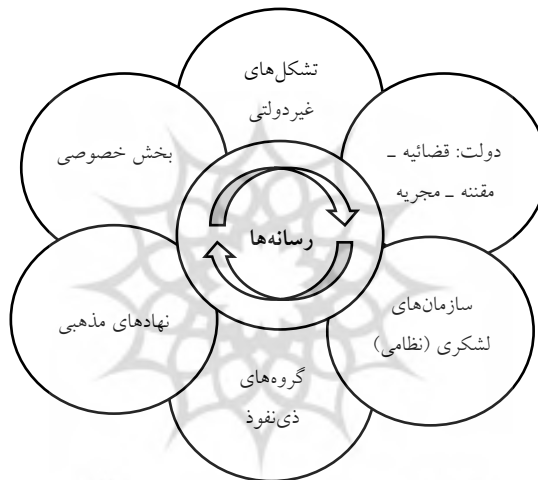 تشکل‌های
غیردولتی
دولت: قضائیه ـ
مقننه ـ مجریه
بخش خصوصی
رسانه‌ها
سازمان‌های
لشکری (نظامی)
نهادهای مذهبی
گروه‌های
ذی‌نفوذ